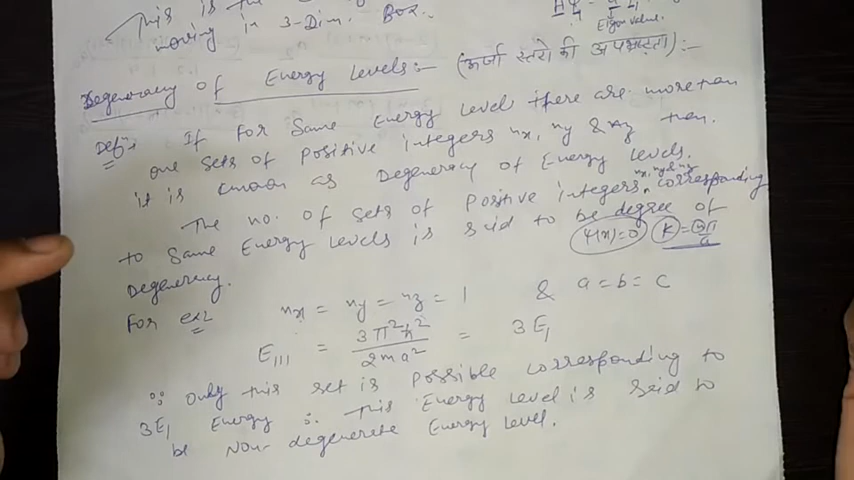 This is the
moving in 3-Dim. Box.
Eigen value.
Degeneracy of Energy Levels:- (ऊर्जा स्तरो की अपभ्रष्टता):-
Defn: If for same Energy Level there are more than
one sets of positive integers nx, ny & nz then
it is known as Degeneracy of Energy Levels.
The no. of sets of Positive integers nx, ny & nz corresponding
to same Energy Levels is said to be degree of
Degeneracy.
ψ(x)=0 K=
For ex: nx = ny = nz = 1 & a = b = c
E111 = 3π²ħ²/2ma² = 3E1
∵ only this set is possible corresponding to
3E1 Energy ∴ This Energy level is said to
be Non-degenerete Energy Level.